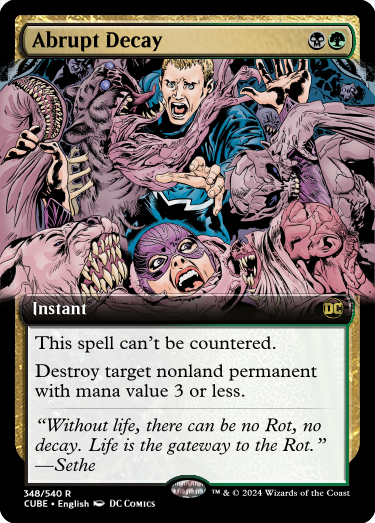 Abrupt Decay
Instant
DC
This spell can't be countered.
Destroy target nonland permanent
with mana value 3 or less.
“Without life, there can be no Rot, no
decay. Life is the gateway to the Rot.”
—Sethe
348/540 R
™ & © 2024 Wizards of the Coast
CUBE • English DC Comics